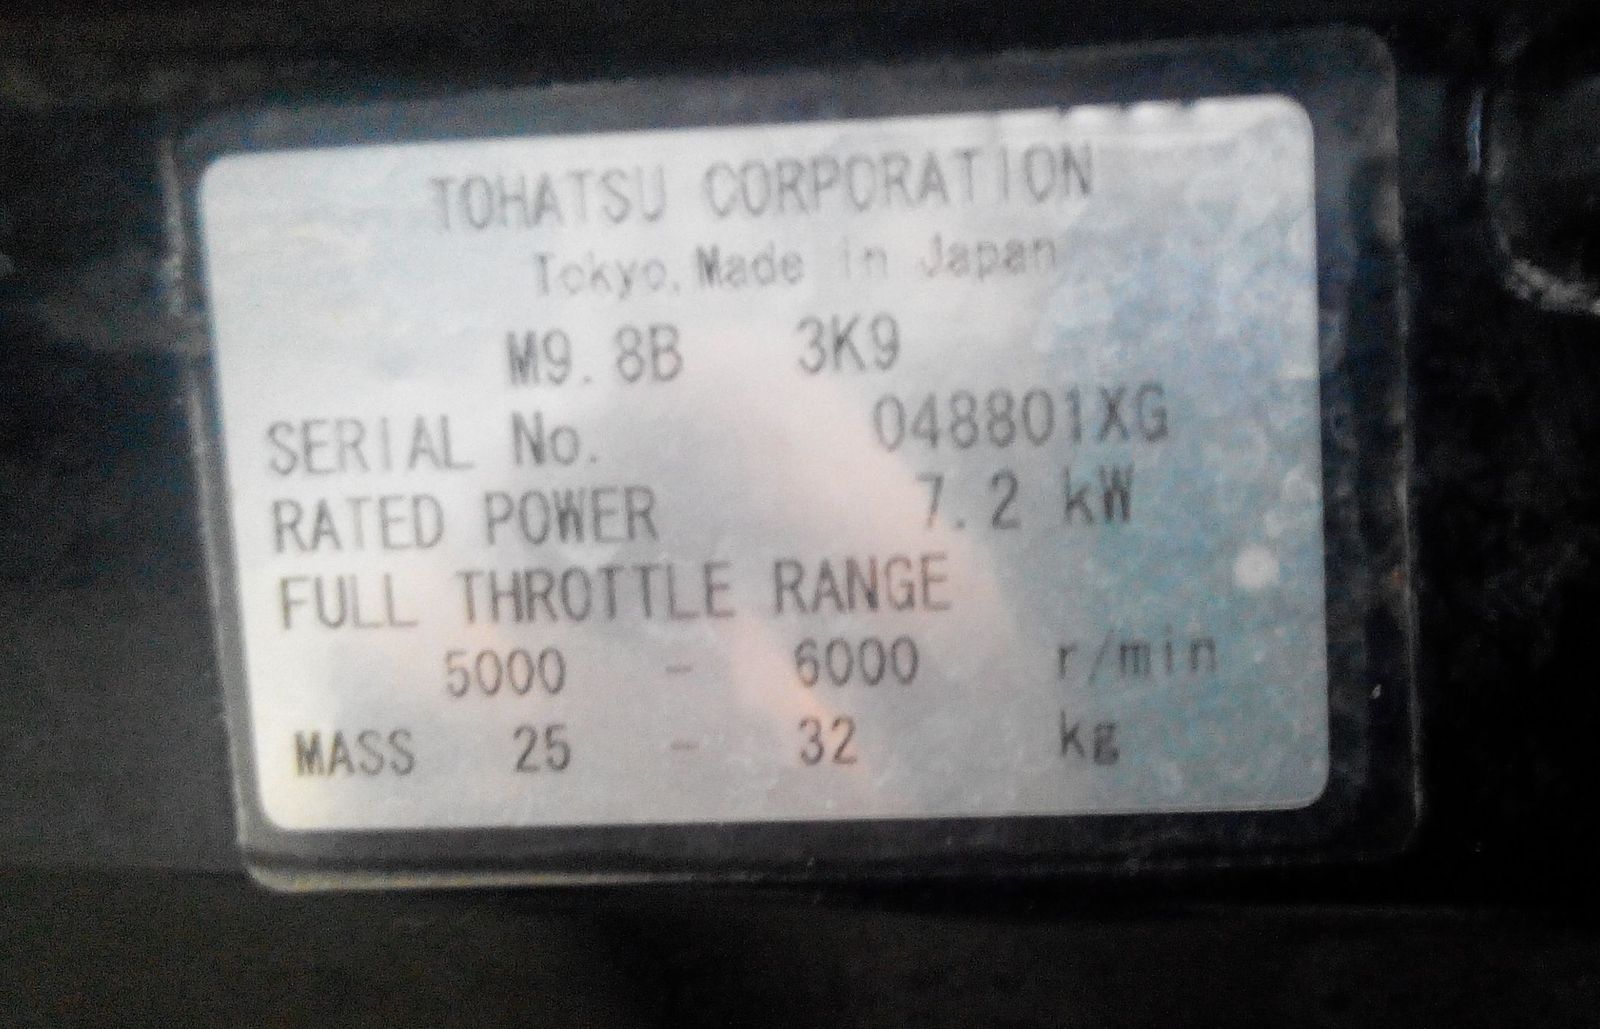 TOHATSU CORPORATION
Tokyo, Made in Japan
M9.8B 3K9
SERIAL No. 048801XG
RATED POWER 7.2 kW
FULL THROTTLE RANGE
5000 - 6000 r/min
MASS 25 - 32 kg